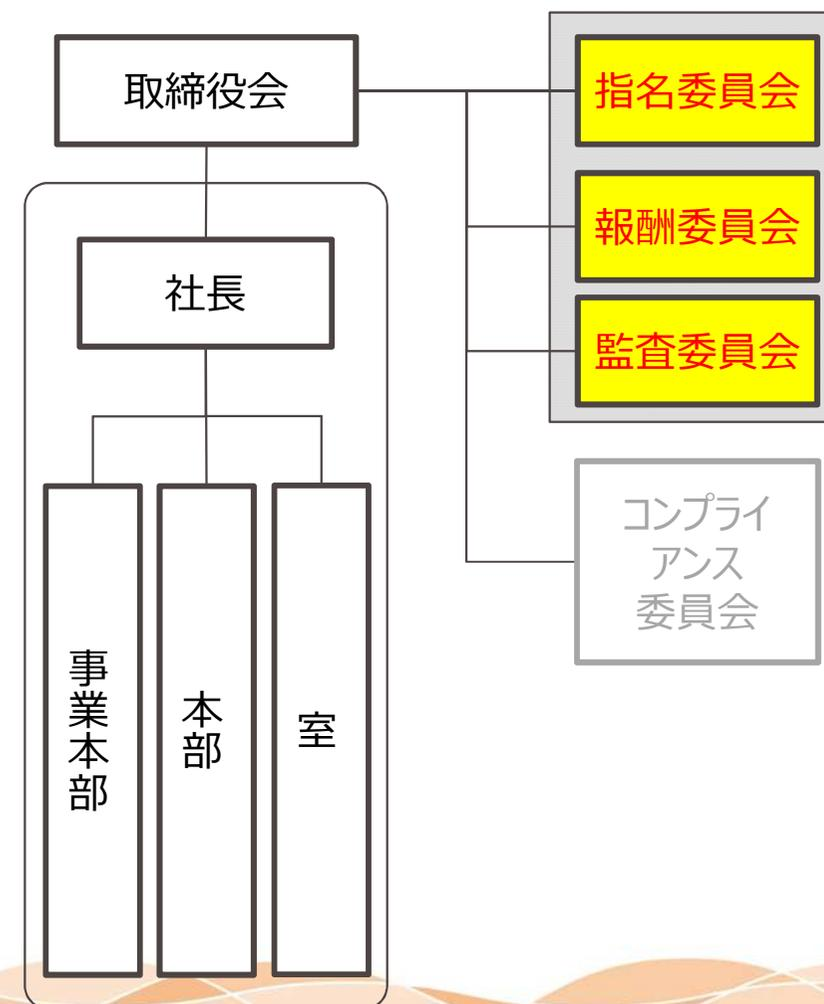 取締役会
指名委員会
報酬委員会
社長
監査委員会
コンプライ
アンス
委員会
事業本部
本部
室